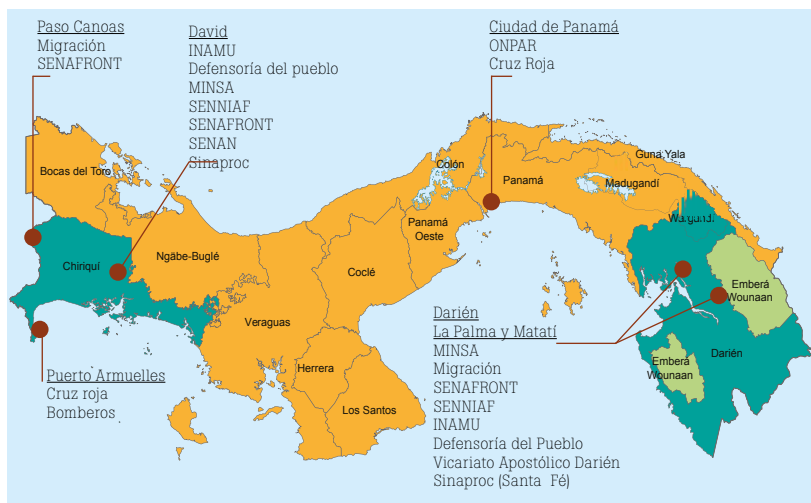 Paso Canoas
Migración
SENAFRONT
David
INAMU
Defensoría del pueblo
MINSA
SENNIAF
SENAFRONT
SENAN
Sinaproc
Ciudad de Panamá
ONPAR
Cruz Roja
Bocas del Toro
Chiriquí
Ngäbe-Buglé
Veraguas
Herrera
Los Santos
Coclé
Colón
Panamá
Oeste
Panamá
Guna Yala
Madugandí
Emberá
Wounaan
Emberá
Wounaan
Darién
Puerto Armuelles
Cruz roja
Bomberos
Darién
La Palma y Matatí
MINSA
Migración
SENAFRONT
SENNIAF
INAMU
Defensoría del Pueblo
Vicariato Apostólico Darién
Sinaproc (Santa Fé)